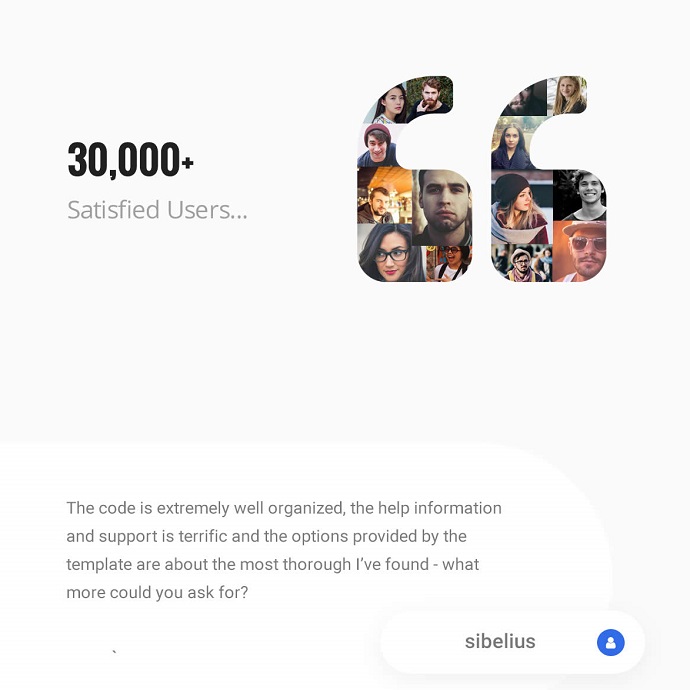 30,000+
Satisfied Users...
The code is extremely well organized, the help information
and support is terrific and the options provided by the
template are about the most thorough I’ve found - what
more could you ask for?
sibelius
`